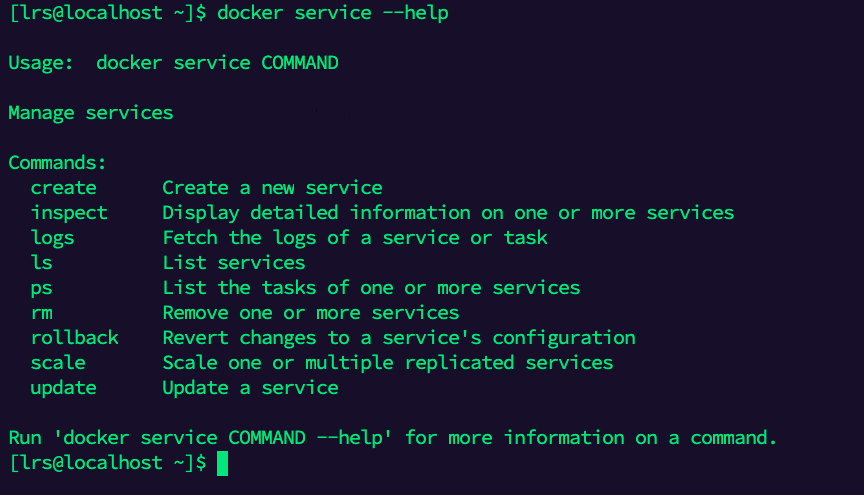 [lrs@localhost ~]$ docker service --help
Usage:  docker service COMMAND
Manage services
Commands:
  create      Create a new service
  inspect     Display detailed information on one or more services
  logs        Fetch the logs of a service or task
  ls          List services
  ps          List the tasks of one or more services
  rm          Remove one or more services
  rollback    Revert changes to a service's configuration
  scale       Scale one or multiple replicated services
  update      Update a service
Run 'docker service COMMAND --help' for more information on a command.
[lrs@localhost ~]$